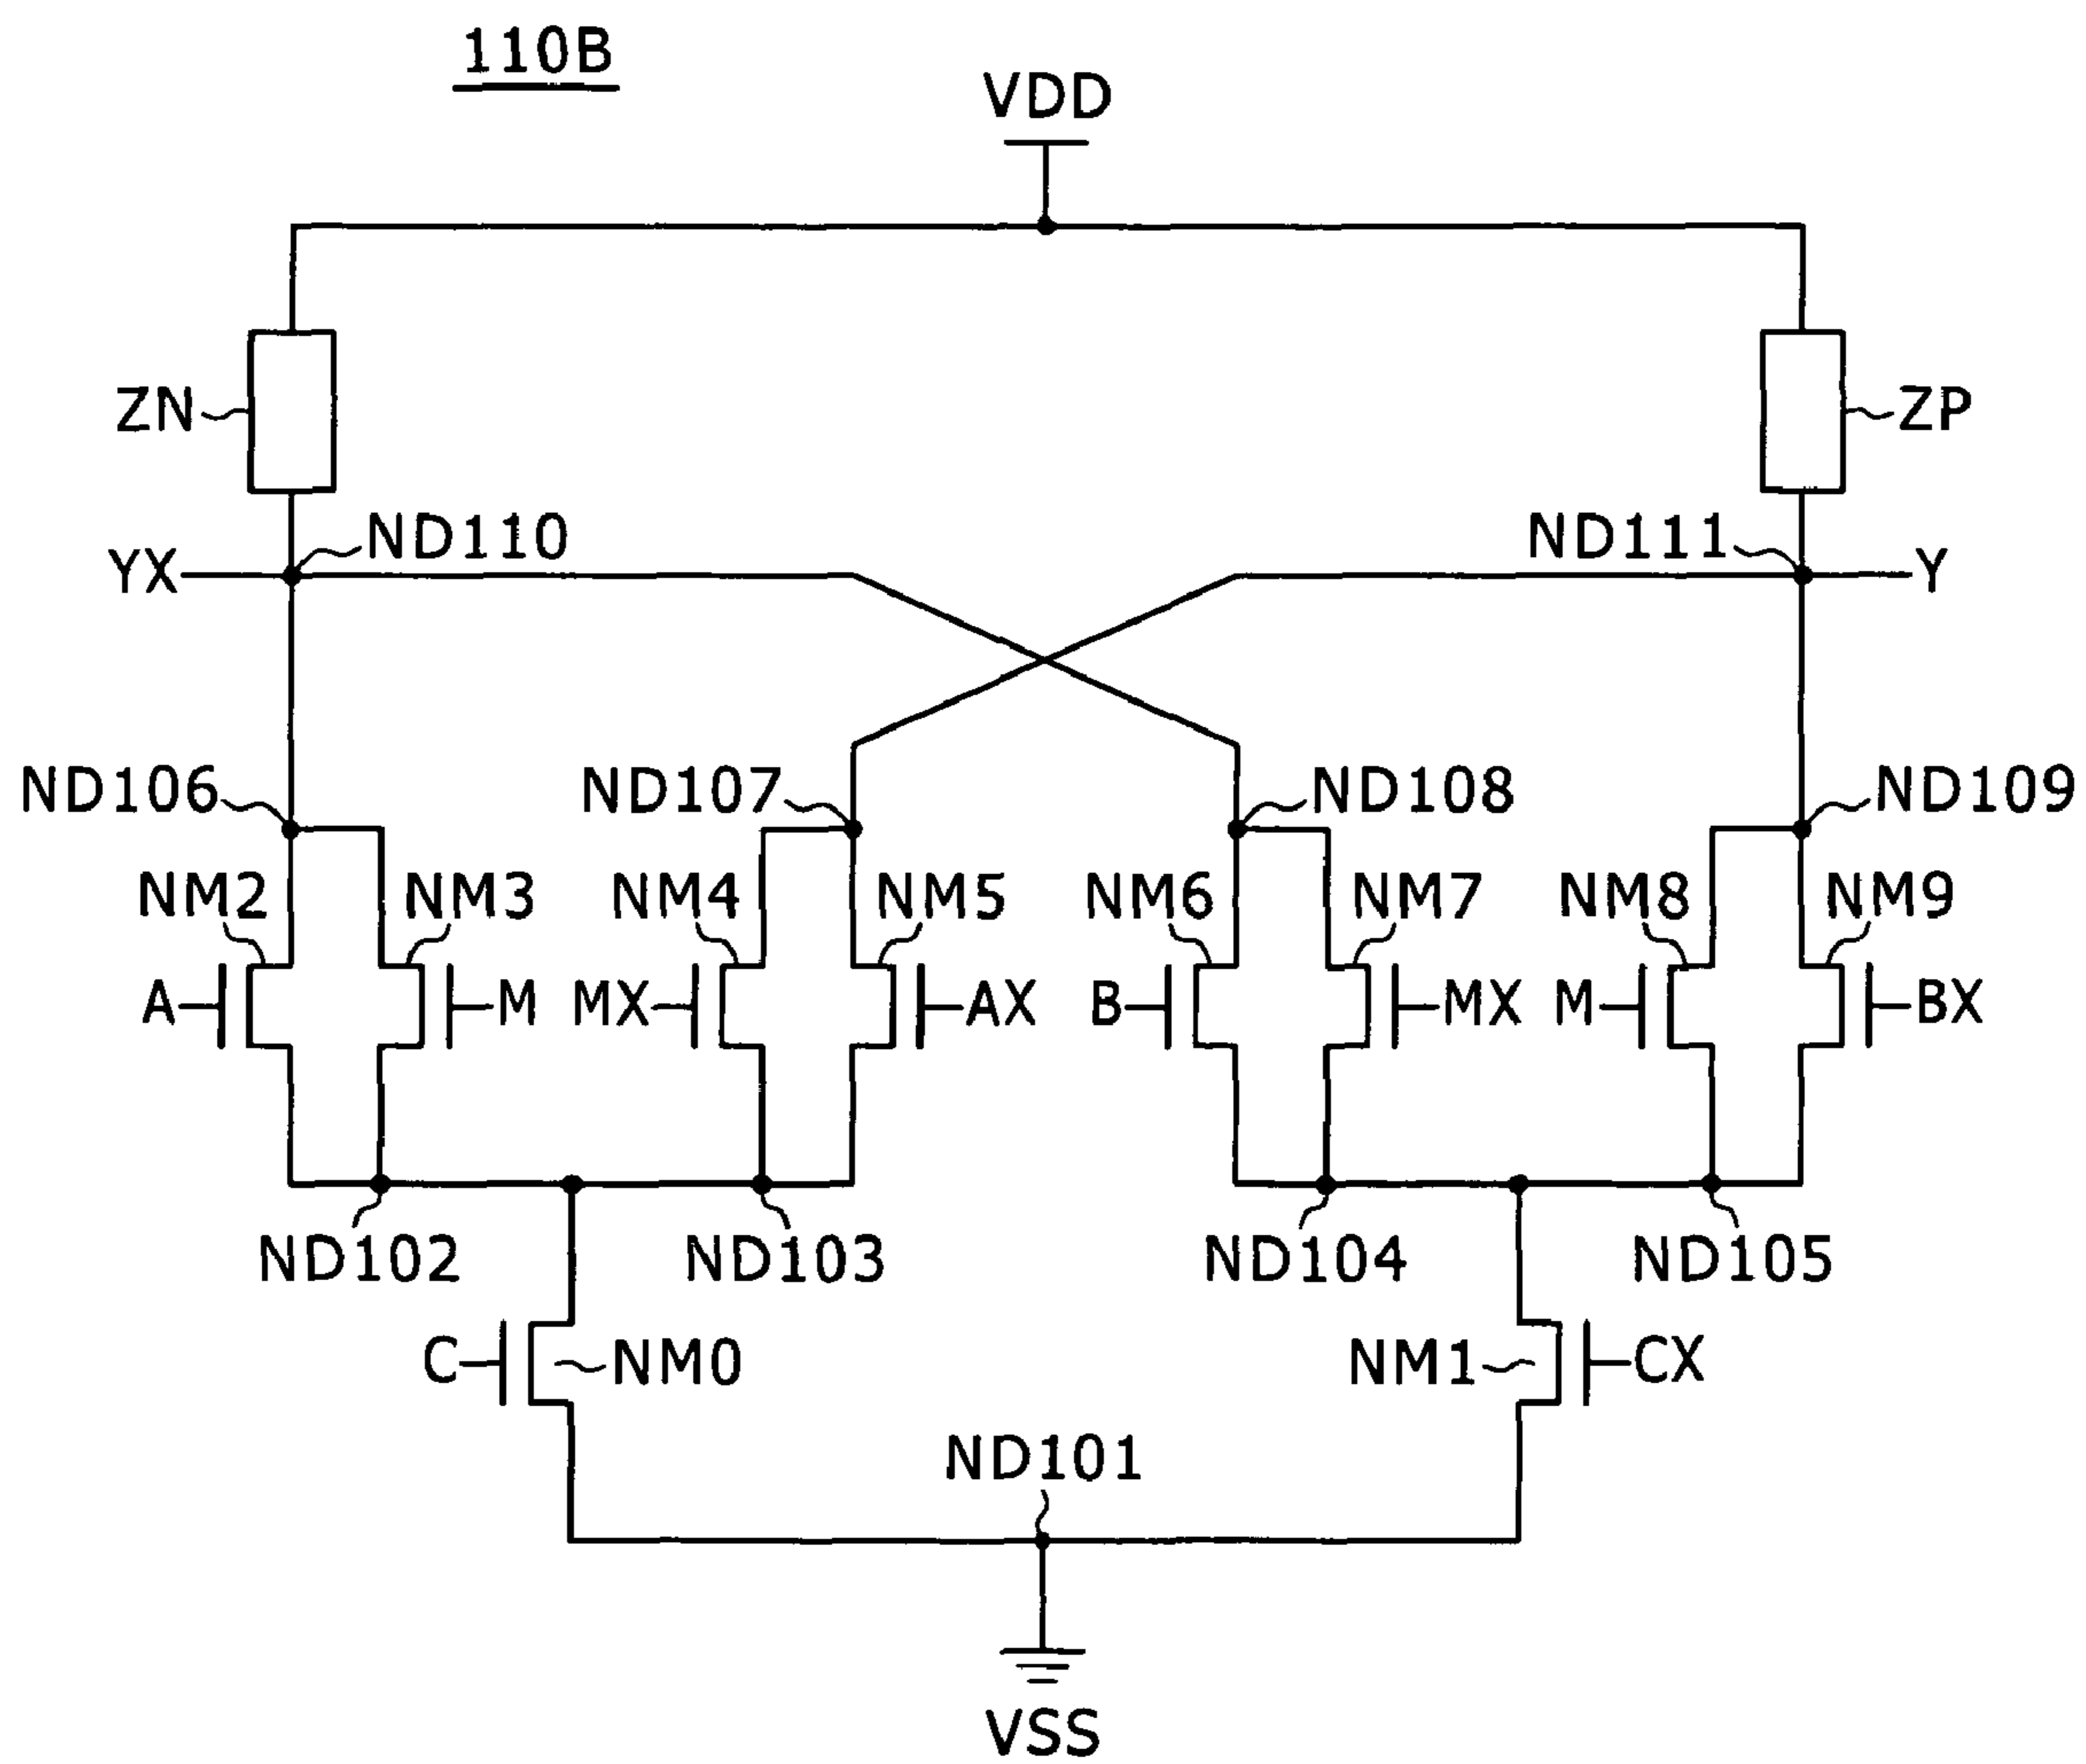 110B
VDD
ZN
ZP
ND110
ND111
YX
Y
ND106
ND107
ND108
ND109
NM2
NM3
NM4
NM5
NM6
NM7
NM8
NM9
A
M
MX
AX
B
MX
M
BX
ND102
ND103
ND104
ND105
C
NM0
NM1
CX
ND101
VSS